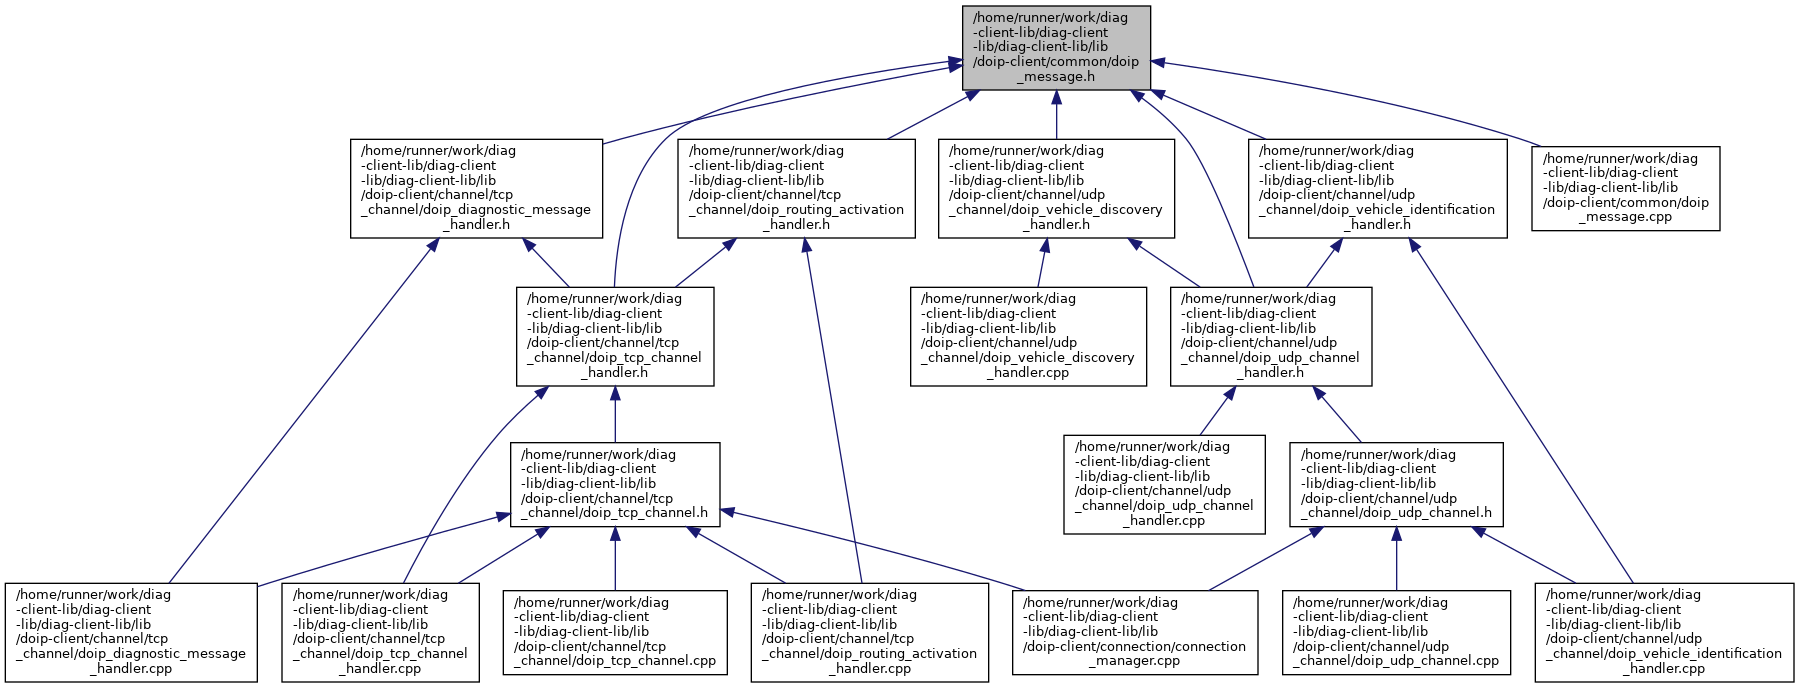 /home/runner/work/diag
-client-lib/diag-client
-lib/diag-client-lib/lib
/doip-client/common/doip
_message.h
/home/runner/work/diag
-client-lib/diag-client
-lib/diag-client-lib/lib
/doip-client/channel/tcp
_channel/doip_diagnostic_message
_handler.h
/home/runner/work/diag
-client-lib/diag-client
-lib/diag-client-lib/lib
/doip-client/channel/tcp
_channel/doip_routing_activation
_handler.h
/home/runner/work/diag
-client-lib/diag-client
-lib/diag-client-lib/lib
/doip-client/channel/udp
_channel/doip_vehicle_discovery
_handler.h
/home/runner/work/diag
-client-lib/diag-client
-lib/diag-client-lib/lib
/doip-client/channel/udp
_channel/doip_vehicle_identification
_handler.h
/home/runner/work/diag
-client-lib/diag-client
-lib/diag-client-lib/lib
/doip-client/common/doip
_message.cpp
/home/runner/work/diag
-client-lib/diag-client
-lib/diag-client-lib/lib
/doip-client/channel/tcp
_channel/doip_tcp_channel
_handler.h
/home/runner/work/diag
-client-lib/diag-client
-lib/diag-client-lib/lib
/doip-client/channel/udp
_channel/doip_vehicle_discovery
_handler.cpp
/home/runner/work/diag
-client-lib/diag-client
-lib/diag-client-lib/lib
/doip-client/channel/udp
_channel/doip_udp_channel
_handler.h
/home/runner/work/diag
-client-lib/diag-client
-lib/diag-client-lib/lib
/doip-client/channel/tcp
_channel/doip_tcp_channel.h
/home/runner/work/diag
-client-lib/diag-client
-lib/diag-client-lib/lib
/doip-client/channel/udp
_channel/doip_udp_channel
_handler.cpp
/home/runner/work/diag
-client-lib/diag-client
-lib/diag-client-lib/lib
/doip-client/channel/udp
_channel/doip_udp_channel.h
/home/runner/work/diag
-client-lib/diag-client
-lib/diag-client-lib/lib
/doip-client/channel/tcp
_channel/doip_diagnostic_message
_handler.cpp
/home/runner/work/diag
-client-lib/diag-client
-lib/diag-client-lib/lib
/doip-client/channel/tcp
_channel/doip_tcp_channel
_handler.cpp
/home/runner/work/diag
-client-lib/diag-client
-lib/diag-client-lib/lib
/doip-client/channel/tcp
_channel/doip_tcp_channel.cpp
/home/runner/work/diag
-client-lib/diag-client
-lib/diag-client-lib/lib
/doip-client/channel/tcp
_channel/doip_routing_activation
_handler.cpp
/home/runner/work/diag
-client-lib/diag-client
-lib/diag-client-lib/lib
/doip-client/connection/connection
_manager.cpp
/home/runner/work/diag
-client-lib/diag-client
-lib/diag-client-lib/lib
/doip-client/channel/udp
_channel/doip_udp_channel.cpp
/home/runner/work/diag
-client-lib/diag-client
-lib/diag-client-lib/lib
/doip-client/channel/udp
_channel/doip_vehicle_identification
_handler.cpp